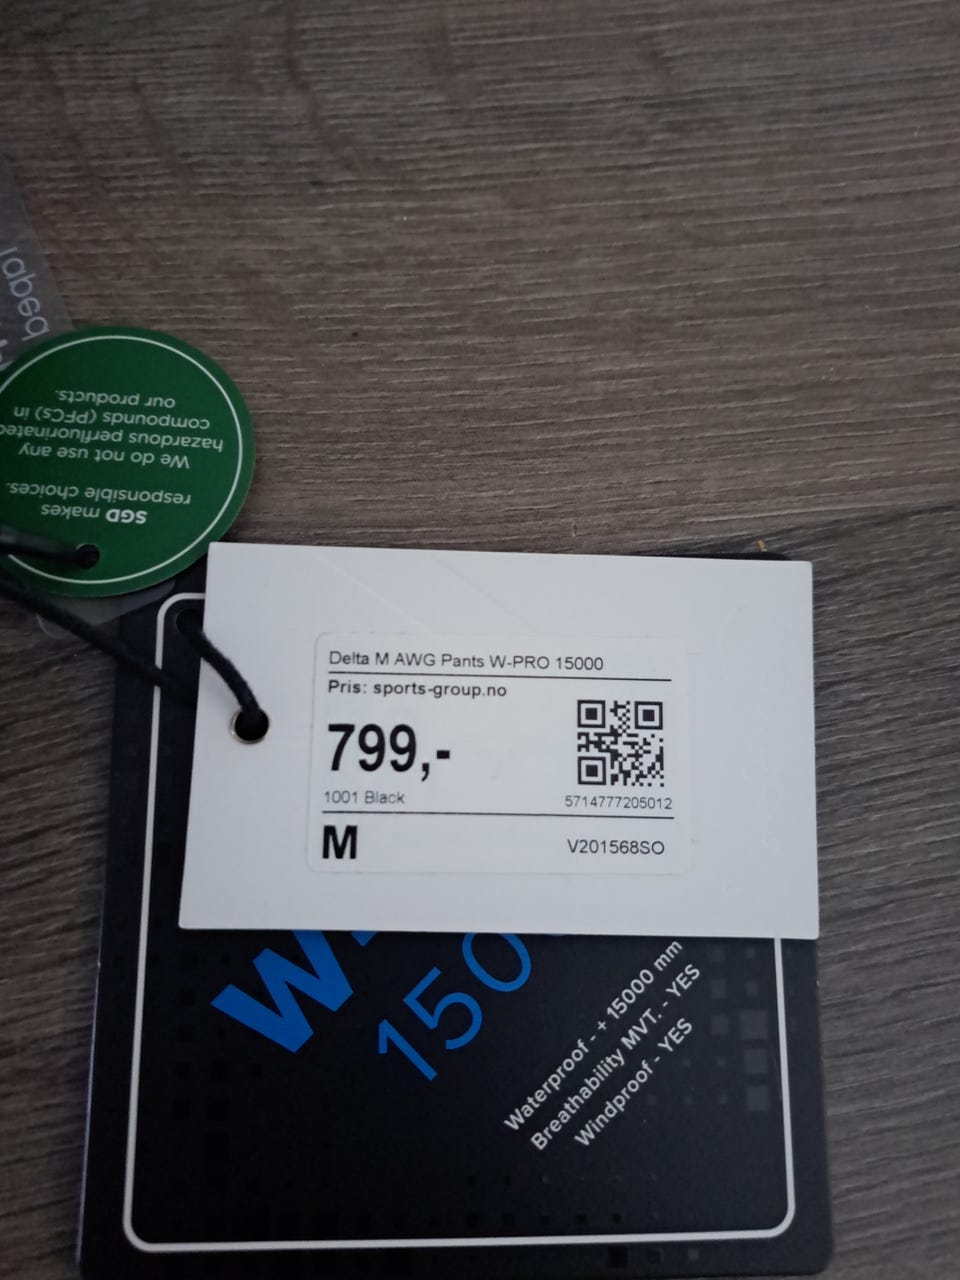 SGD makes
responsible choices.
We do not use any
hazardous perfluorinated
compounds (PFCs) in
our products.
Delta M AWG Pants W-PRO 15000
Pris: sports-group.no
799,-
1001 Black
5714777205012
M
V201568SO
Waterproof - + 15000 mm
Breathability MVT. - YES
Windproof - YES